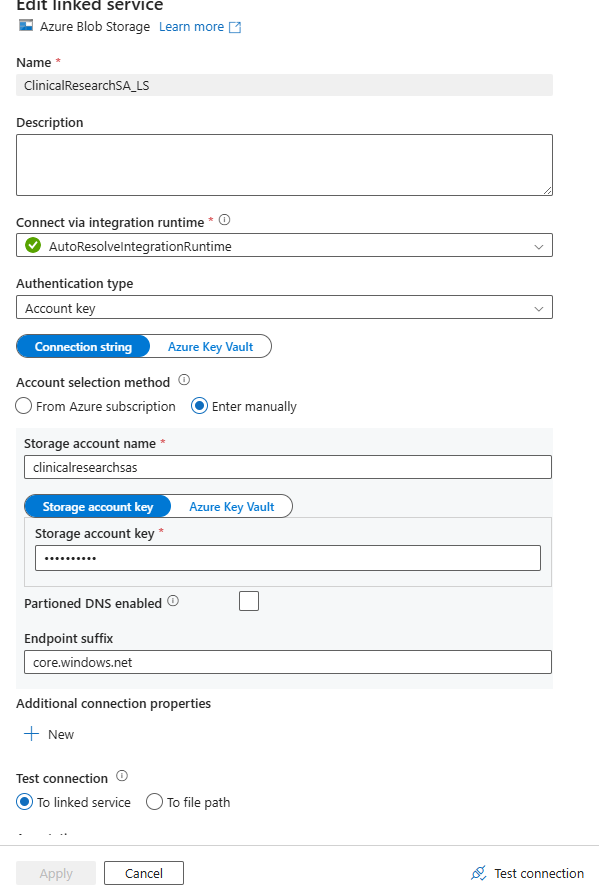 Edit linked service
Azure Blob Storage Learn more
Name *
ClinicalResearchSA_LS
Description
Connect via integration runtime *
AutoResolveIntegrationRuntime
Authentication type
Account key
Connection string Azure Key Vault
Account selection method
From Azure subscription Enter manually
Storage account name *
clinicalresearchsas
Storage account key Azure Key Vault
Storage account key *
••••••••••
Partioned DNS enabled
Endpoint suffix
core.windows.net
Additional connection properties
New
Test connection
To linked service To file path
Apply Cancel Test connection